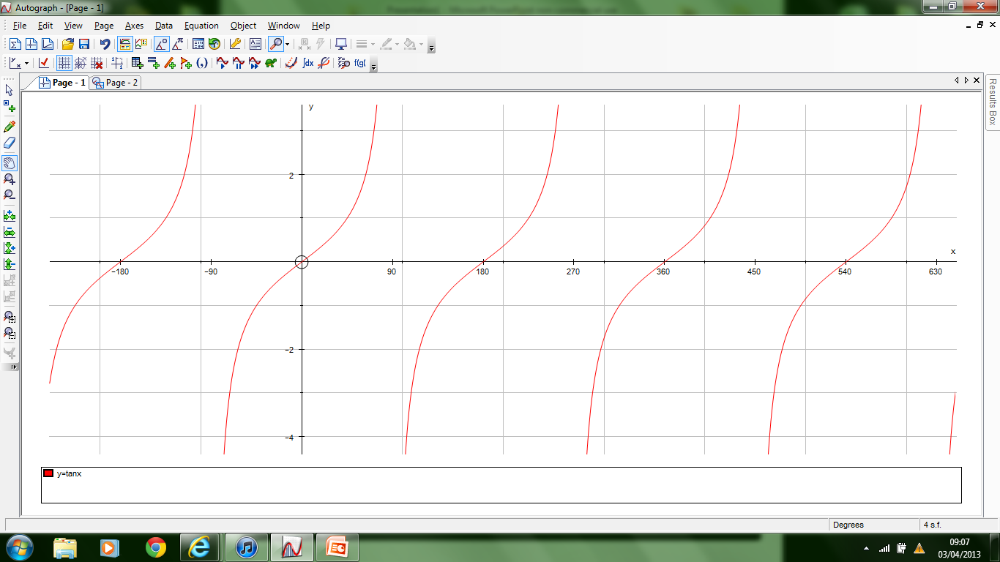 Autograph - [Page - 1]
File Edit View Page Axes Data Equation Object Window Help
∫dx f(g(
Page - 1 Page - 2
Results Box
y
2
x
−180 −90 90 180 270 360 450 540 630
−2
−4
y=tanx
Degrees 4 s.f.
09:07
03/04/2013